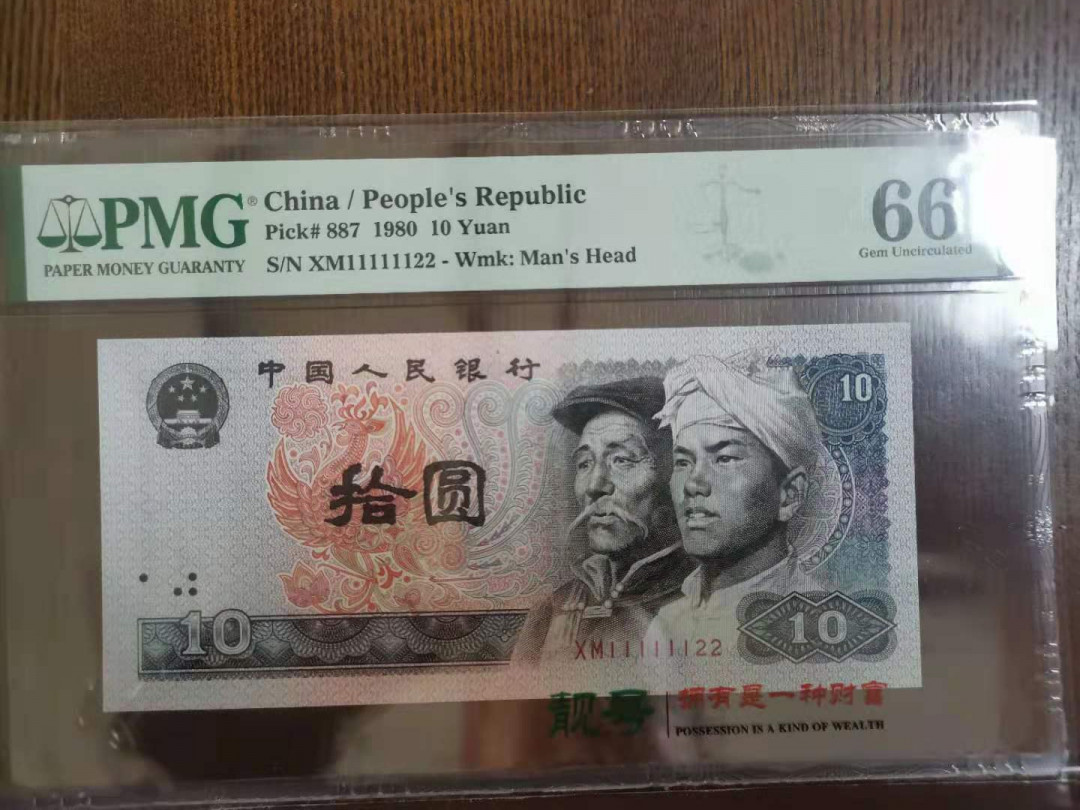 PMG®
PAPER MONEY GUARANTY
China / People's Republic
Pick# 887 1980 10 Yuan
S/N XM11111122 - Wmk: Man's Head
66
Gem Uncirculated
中国人民银行
10
拾圆
10
XM11111122
10
靓号
拥有是一种财富
POSSESSION IS A KIND OF WEALTH